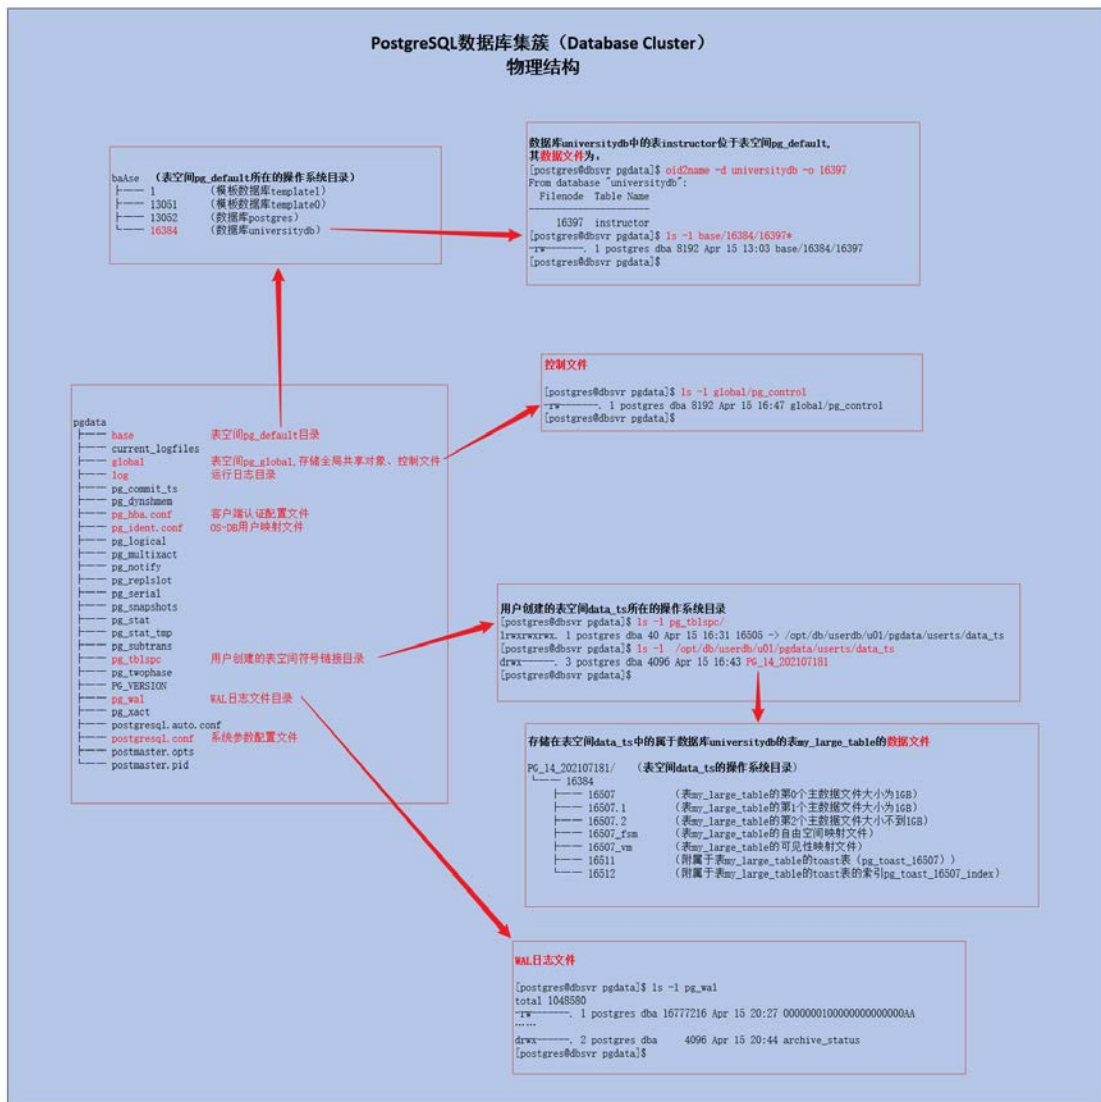 PostgreSQL数据库集簇（Database Cluster）
物理结构
baAse （表空间pg_default所在的操作系统目录）
├── 1 （模板数据库template1）
├── 13051 （模板数据库template0）
├── 13052 （数据库postgres）
└── 16384 （数据库universitydb）
数据库universitydb中的表instructor位于表空间pg_default,
其数据文件为：
[postgres@dbsvr pgdata]$ oid2name -d universitydb -o 16397
From database "universitydb":
Filenode Table Name
----------------------
16397 instructor
[postgres@dbsvr pgdata]$ ls -l base/16384/16397*
-rw-------. 1 postgres dba 8192 Apr 15 13:03 base/16384/16397
[postgres@dbsvr pgdata]$
控制文件
[postgres@dbsvr pgdata]$ ls -l global/pg_control
-rw-------. 1 postgres dba 8192 Apr 15 16:47 global/pg_control
[postgres@dbsvr pgdata]$
pgdata
├── base 表空间pg_default目录
├── current_logfiles
├── global 表空间pg_global,存储全局共享对象、控制文件
├── log 运行日志目录
├── pg_commit_ts
├── pg_dynshmem
├── pg_hba.conf 客户端认证配置文件
├── pg_ident.conf OS-DB用户映射文件
├── pg_logical
├── pg_multixact
├── pg_notify
├── pg_replslot
├── pg_serial
├── pg_snapshots
├── pg_stat
├── pg_stat_tmp
├── pg_subtrans
├── pg_tblspc 用户创建的表空间符号链接目录
├── pg_twophase
├── PG_VERSION
├── pg_wal WAL日志文件目录
├── pg_xact
├── postgresql.auto.conf
├── postgresql.conf 系统参数配置文件
├── postmaster.opts
└── postmaster.pid
用户创建的表空间data_ts所在的操作系统目录
[postgres@dbsvr pgdata]$ ls -l pg_tblspc/
lrwxrwxrwx. 1 postgres dba 40 Apr 15 16:31 16505 -> /opt/db/userdb/u01/pgdata/userts/data_ts
[postgres@dbsvr pgdata]$ ls -l /opt/db/userdb/u01/pgdata/userts/data_ts
drwx------. 3 postgres dba 4096 Apr 15 16:43 PG_14_202107181
[postgres@dbsvr pgdata]$
存储在表空间data_ts中的属于数据库universitydb的表my_large_table的数据文件
PG_14_202107181/ （表空间data_ts的操作系统目录）
└── 16384
├── 16507 （表my_large_table的第0个主数据文件大小为1GB）
├── 16507.1 （表my_large_table的第1个主数据文件大小为1GB）
├── 16507.2 （表my_large_table的第2个主数据文件大小不到1GB）
├── 16507_fsm （表my_large_table的自由空间映射文件）
├── 16507_vm （表my_large_table的可见性映射文件）
├── 16511 （附属于表my_large_table的toast表（pg_toast_16507））
└── 16512 （附属于表my_large_table的toast表的索引pg_toast_16507_index）
WAL日志文件
[postgres@dbsvr pgdata]$ ls -l pg_wal
total 1048580
-rw-------. 1 postgres dba 16777216 Apr 15 20:27 0000000100000000000000AA
……
drwx------. 2 postgres dba 4096 Apr 15 20:44 archive_status
[postgres@dbsvr pgdata]$